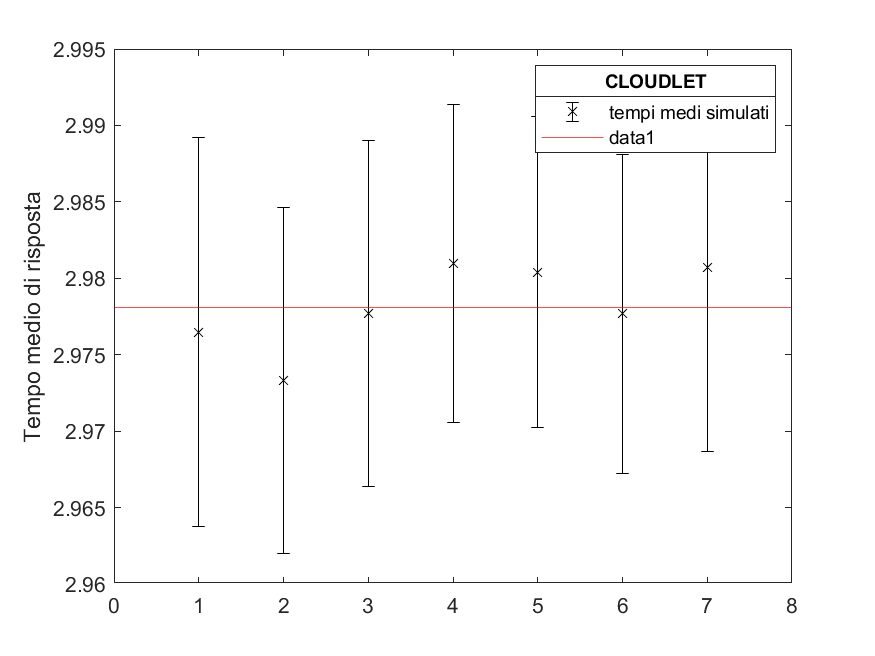 2.995
2.99
2.985
2.98
2.975
2.97
2.965
2.96
Tempo medio di risposta
CLOUDLET
tempi medi simulati
data1
0 1 2 3 4 5 6 7 8